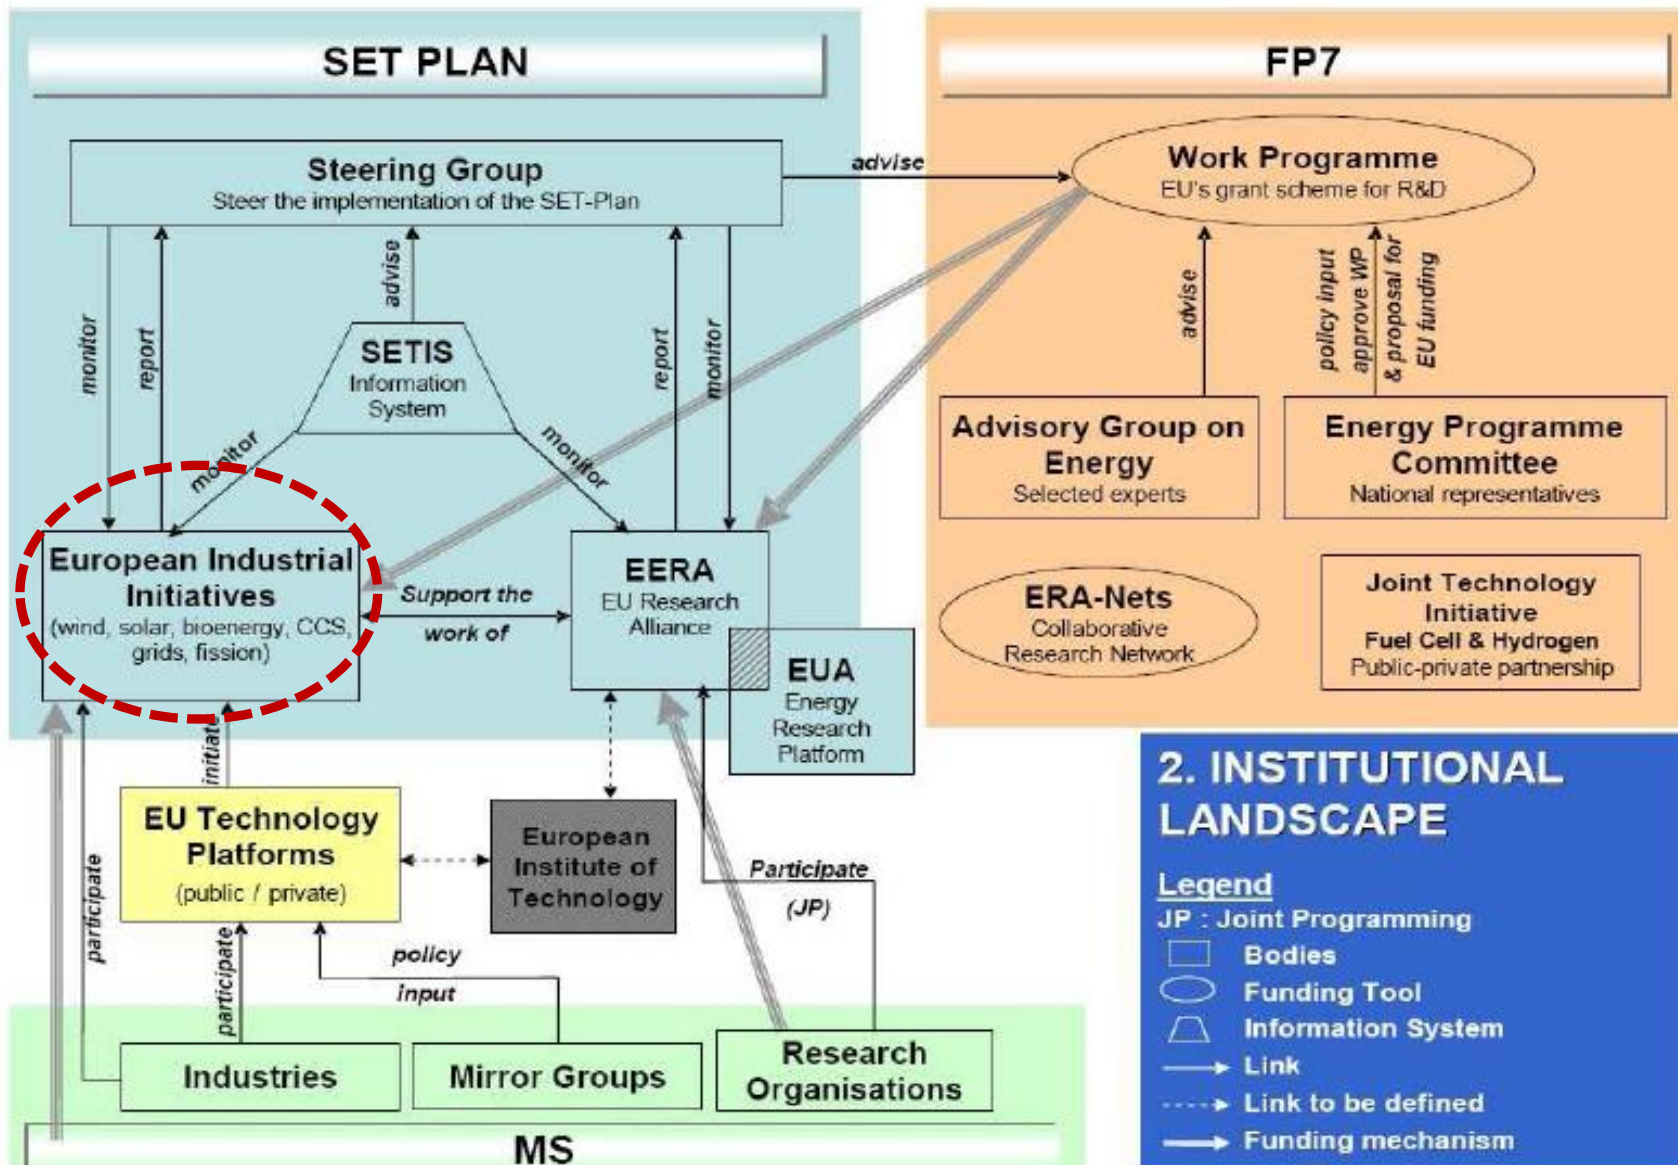 SET PLAN
FP7
Steering Group
Steer the implementation of the SET-Plan
advise
Work Programme
EU's grant scheme for R&D
monitor
report
advise
report
monitor
SETIS
Information
System
monitor
monitor
advise
policy input
approve WP
& proposal for
EU funding
Advisory Group on
Energy
Selected experts
Energy Programme
Committee
National representatives
European Industrial
Initiatives
(wind, solar, bioenergy, CCS,
grids, fission)
Support the
work of
EERA
EU Research
Alliance
EUA
Energy
Research
Platform
ERA-Nets
Collaborative
Research Network
Joint Technology
Initiative
Fuel Cell & Hydrogen
Public-private partnership
initiate
participate
EU Technology
Platforms
(public / private)
European
Institute of
Technology
Participate
(JP)
participate
policy
input
Industries
Mirror Groups
Research
Organisations
MS
2. INSTITUTIONAL
LANDSCAPE
Legend
JP : Joint Programming
Bodies
Funding Tool
Information System
Link
Link to be defined
Funding mechanism